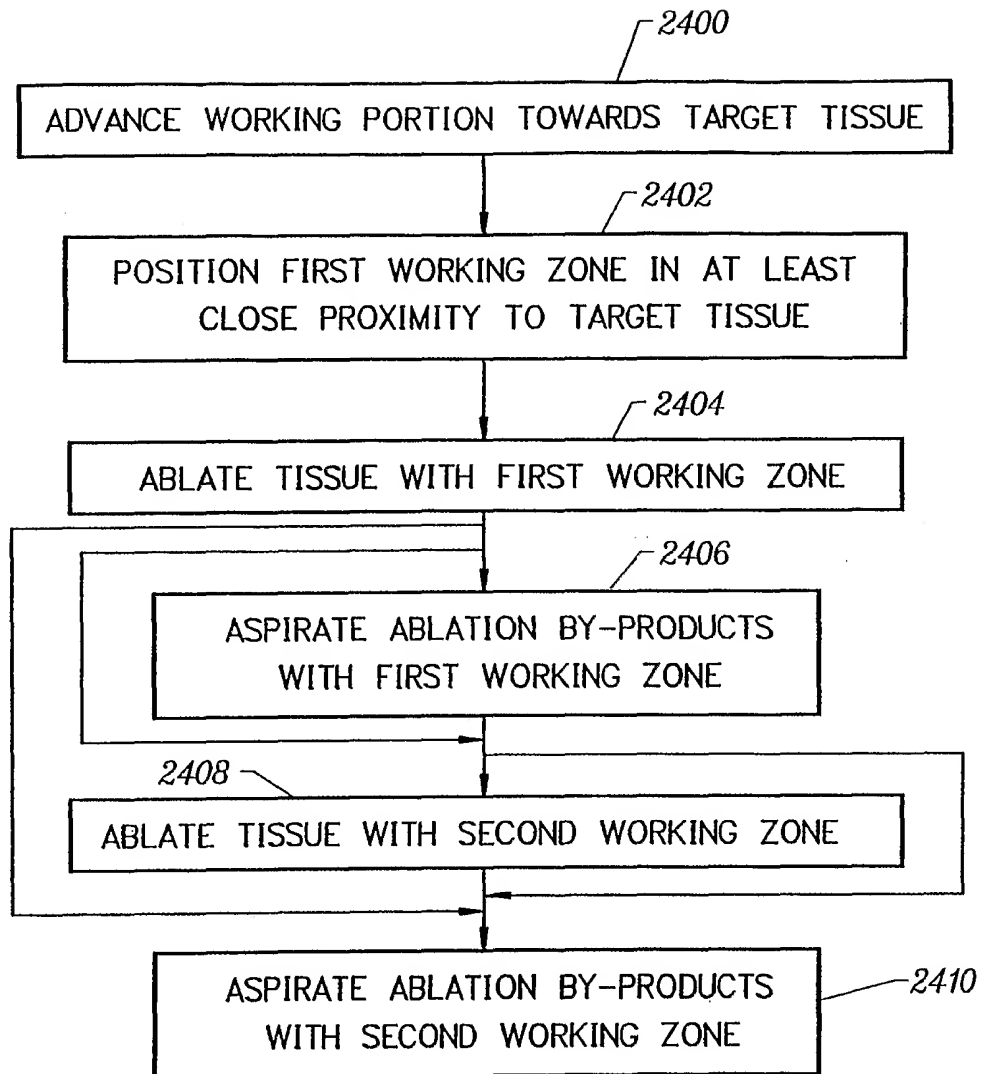 2400
ADVANCE WORKING PORTION TOWARDS TARGET TISSUE
2402
POSITION FIRST WORKING ZONE IN AT LEAST
CLOSE PROXIMITY TO TARGET TISSUE
2404
ABLATE TISSUE WITH FIRST WORKING ZONE
2406
ASPIRATE ABLATION BY-PRODUCTS
WITH FIRST WORKING ZONE
2408
ABLATE TISSUE WITH SECOND WORKING ZONE
ASPIRATE ABLATION BY-PRODUCTS
WITH SECOND WORKING ZONE
2410